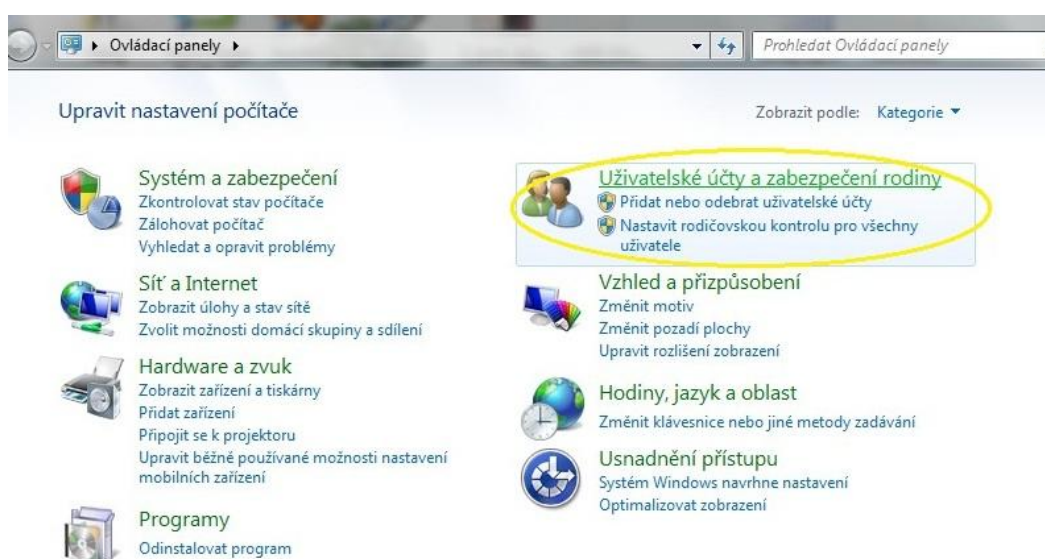 Ovládací panely
Prohledat Ovládací panely
Upravit nastavení počítače
Zobrazit podle: Kategorie
Systém a zabezpečení
Zkontrolovat stav počítače
Zálohovat počítač
Vyhledat a opravit problémy
Síť a Internet
Zobrazit úlohy a stav sítě
Zvolit možnosti domácí skupiny a sdílení
Hardware a zvuk
Zobrazit zařízení a tiskárny
Přidat zařízení
Připojit se k projektoru
Upravit běžně používané možnosti nastavení
mobilních zařízení
Programy
Odinstalovat program
Uživatelské účty a zabezpečení rodiny
Přidat nebo odebrat uživatelské účty
Nastavit rodičovskou kontrolu pro všechny
uživatele
Vzhled a přizpůsobení
Změnit motiv
Změnit pozadí plochy
Upravit rozlišení zobrazení
Hodiny, jazyk a oblast
Změnit klávesnice nebo jiné metody zadávání
Usnadnění přístupu
Systém Windows navrhne nastavení
Optimalizovat zobrazení